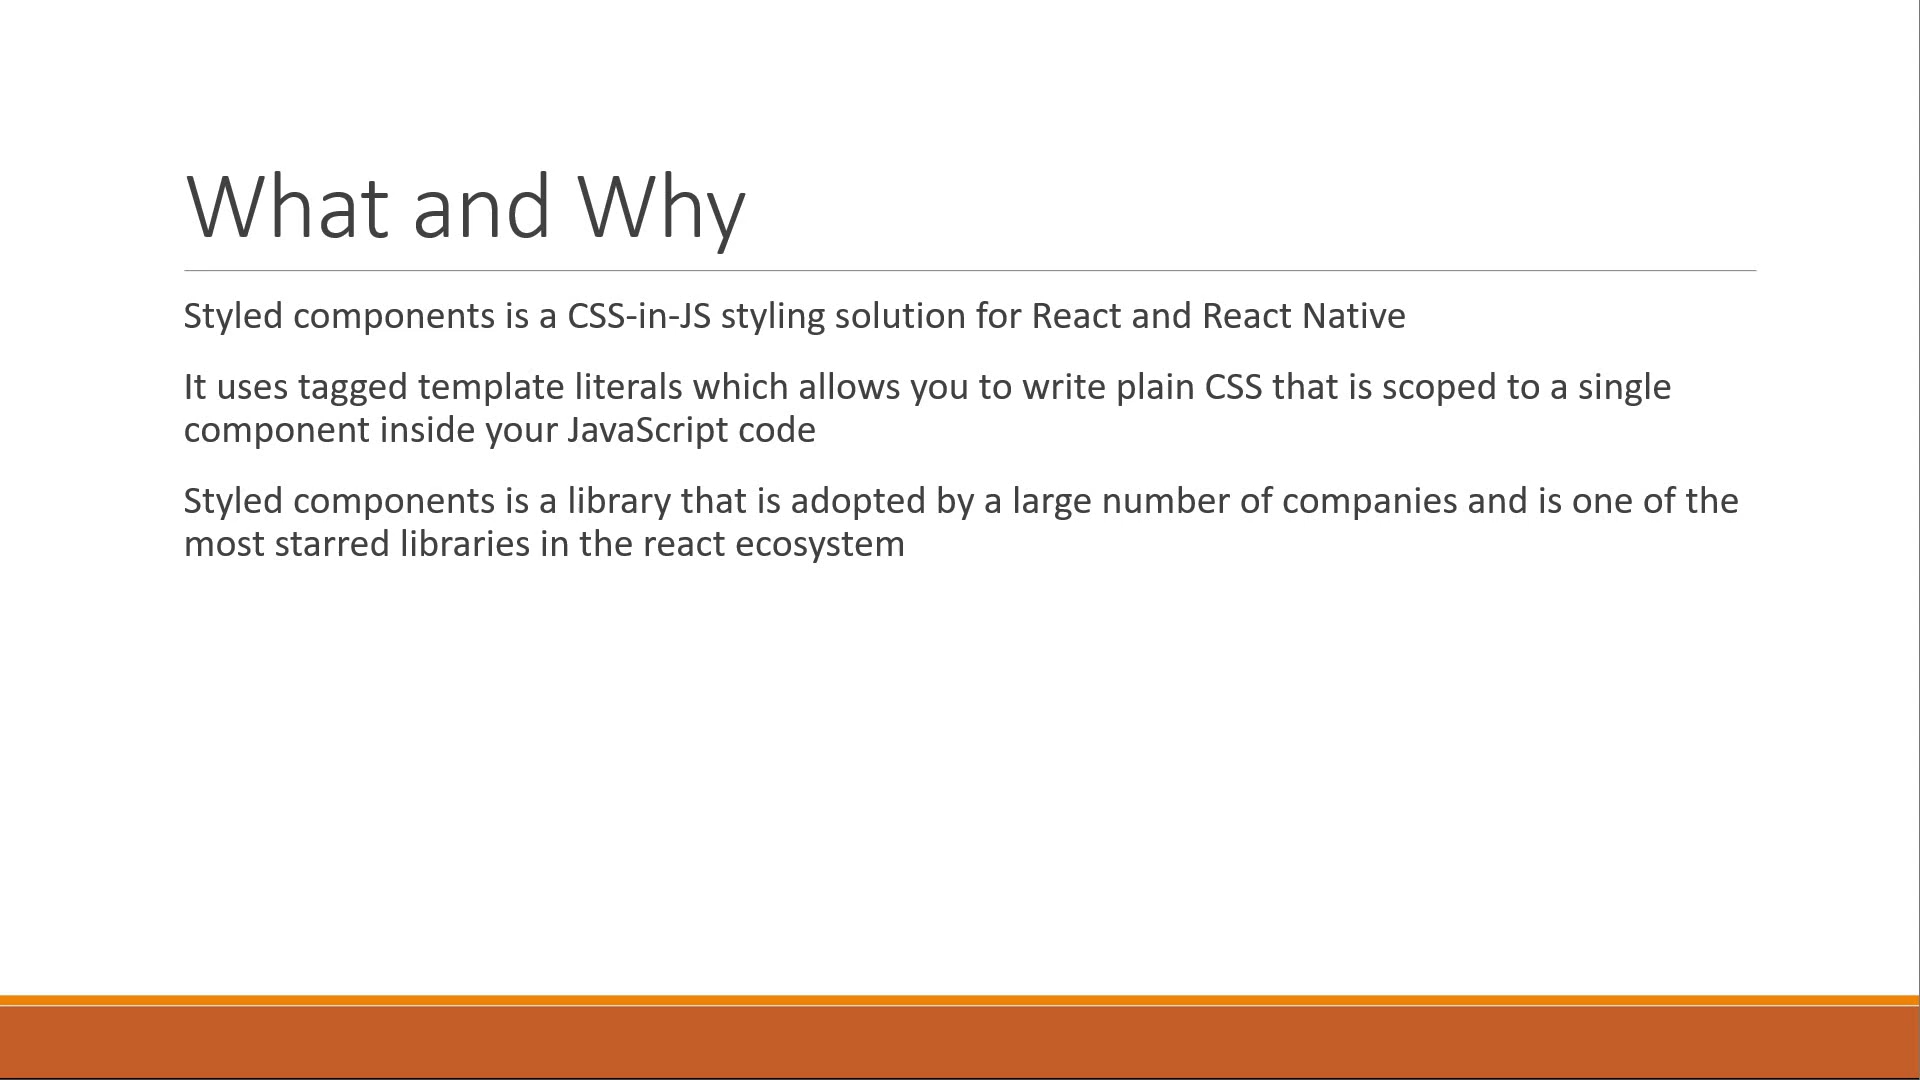 What and Why
Styled components is a CSS-in-JS styling solution for React and React Native
It uses tagged template literals which allows you to write plain CSS that is scoped to a single
component inside your JavaScript code
Styled components is a library that is adopted by a large number of companies and is one of the
most starred libraries in the react ecosystem